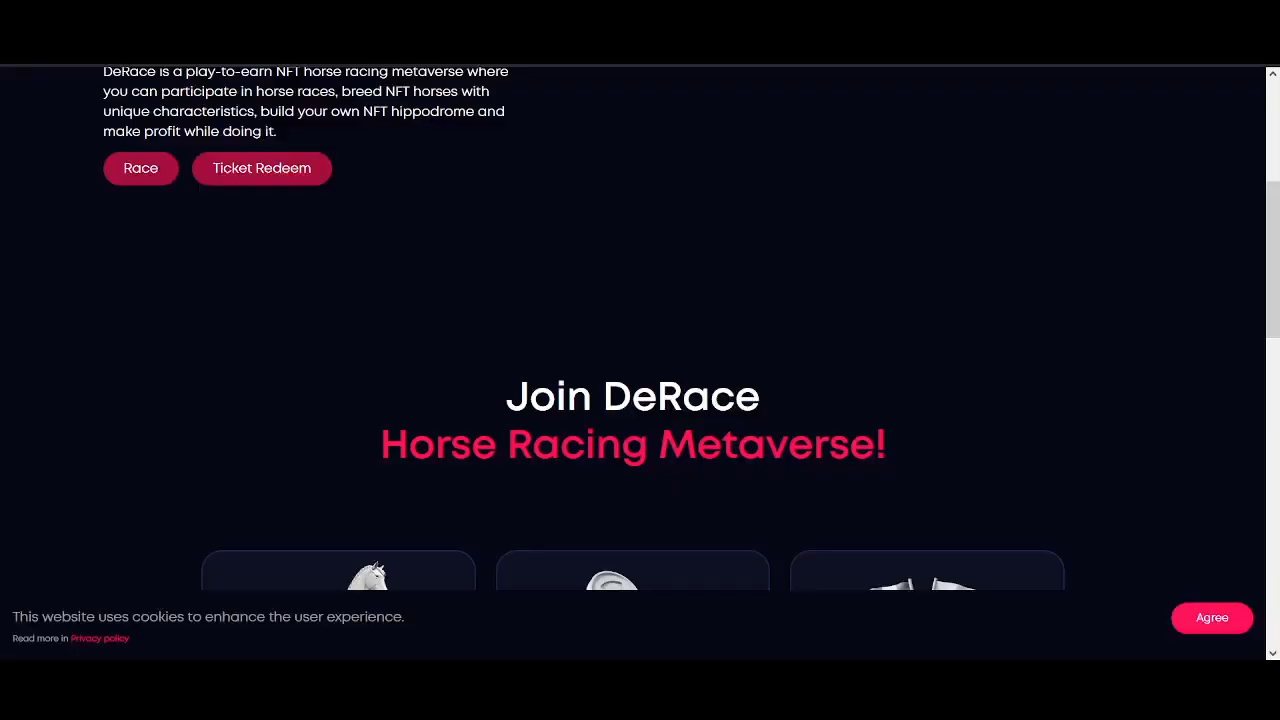 DeRace is a play-to-earn NFT horse racing metaverse where
you can participate in horse races, breed NFT horses with
unique characteristics, build your own NFT hippodrome and
make profit while doing it.
Race
Ticket Redeem
Join DeRace
Horse Racing Metaverse!
This website uses cookies to enhance the user experience.
Read more in Privacy policy
Agree